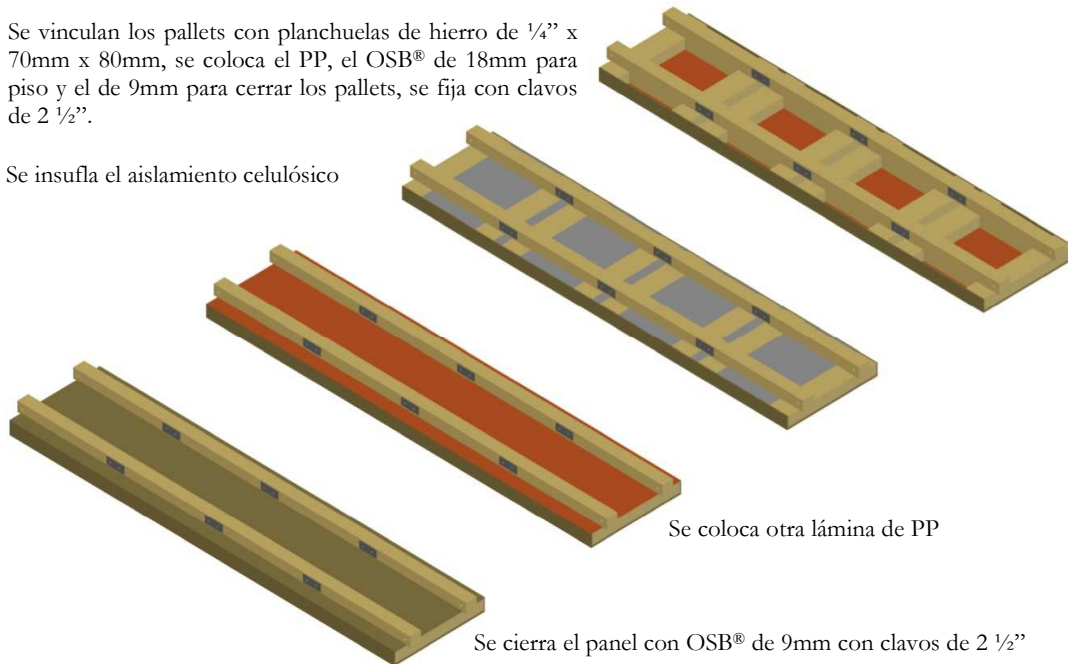 Se vinculan los pallets con planchuelas de hierro de ¼” x
70mm x 80mm, se coloca el PP, el OSB® de 18mm para
piso y el de 9mm para cerrar los pallets, se fija con clavos
de 2 ½”.
Se insufla el aislamiento celulósico
Se coloca otra lámina de PP
Se cierra el panel con OSB® de 9mm con clavos de 2 ½”